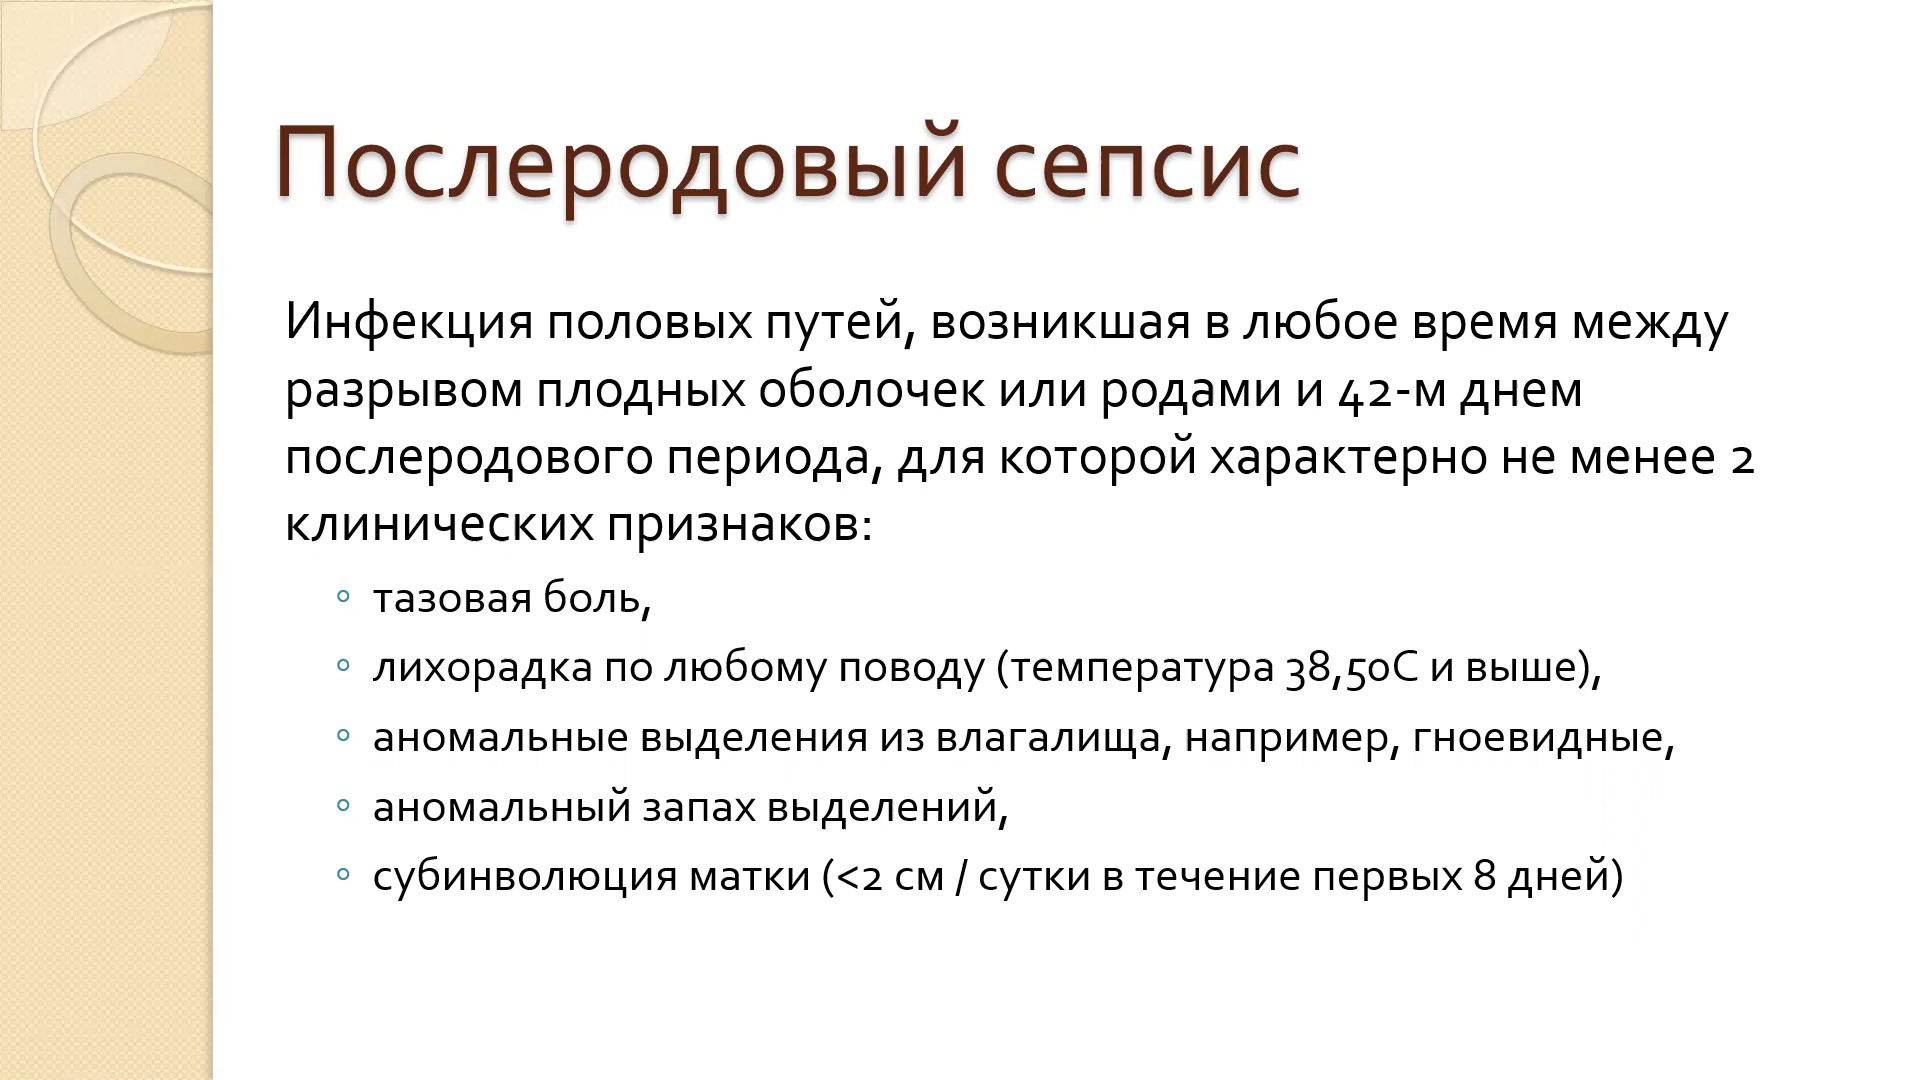 Послеродовый сепсис
Инфекция половых путей, возникшая в любое время между
разрывом плодных оболочек или родами и 42-м днем
послеродового периода, для которой характерно не менее 2
клинических признаков:
◦ тазовая боль,
◦ лихорадка по любому поводу (температура 38,5оС и выше),
◦ аномальные выделения из влагалища, например, гноевидные,
◦ аномальный запах выделений,
◦ субинволюция матки (<2 см / сутки в течение первых 8 дней)